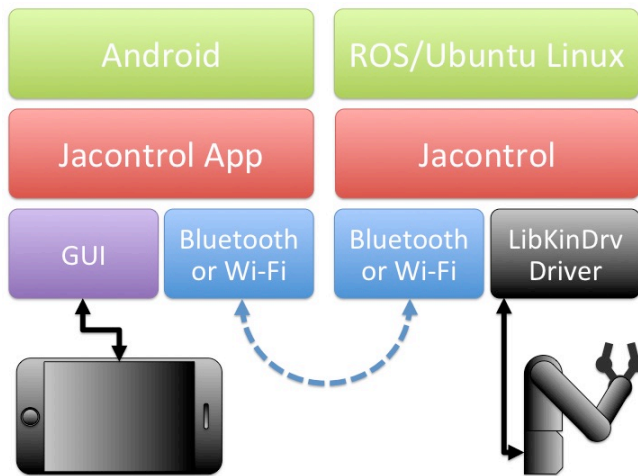 Android
ROS/Ubuntu Linux
Jacontrol App
Jacontrol
GUI
Bluetooth
or Wi-Fi
Bluetooth
or Wi-Fi
LibKinDrv
Driver